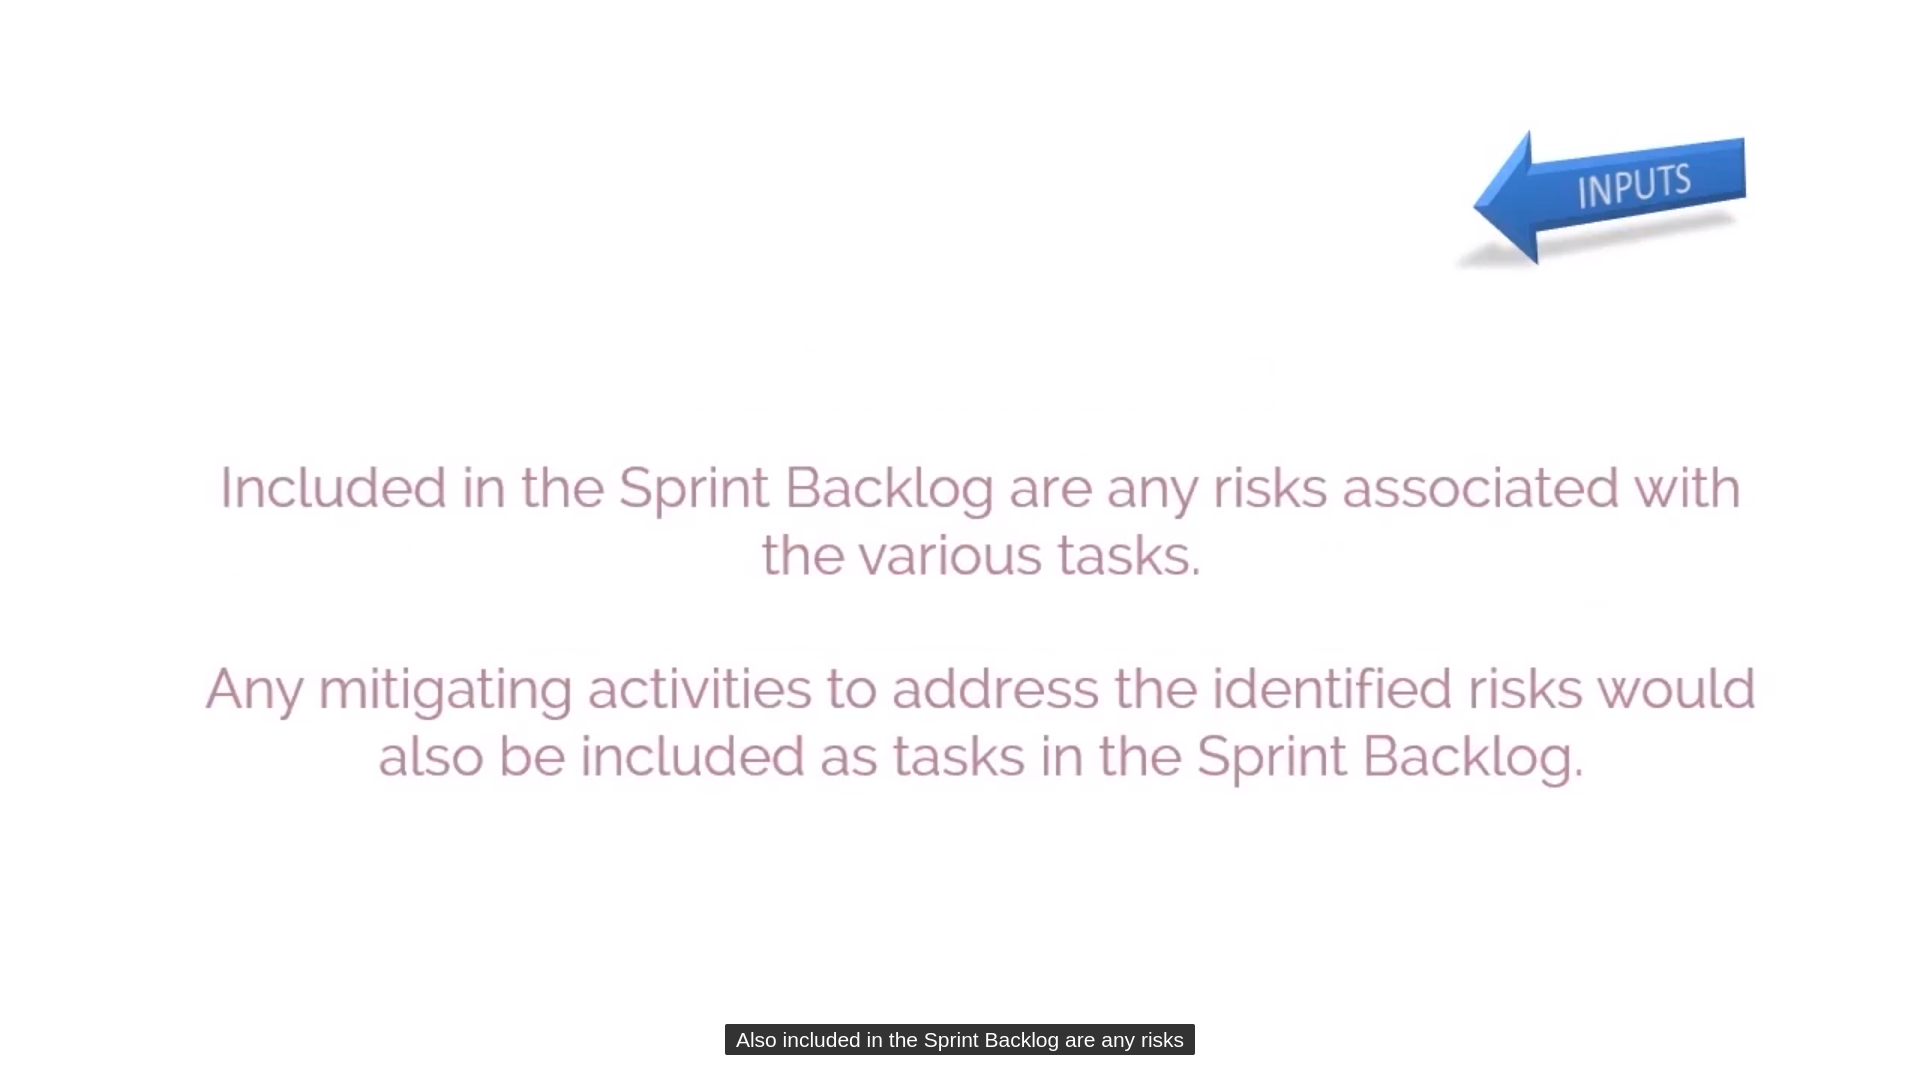 INPUTS
Included in the Sprint Backlog are any risks associated with
the various tasks.
Any mitigating activities to address the identified risks would
also be included as tasks in the Sprint Backlog.
Also included in the Sprint Backlog are any risks